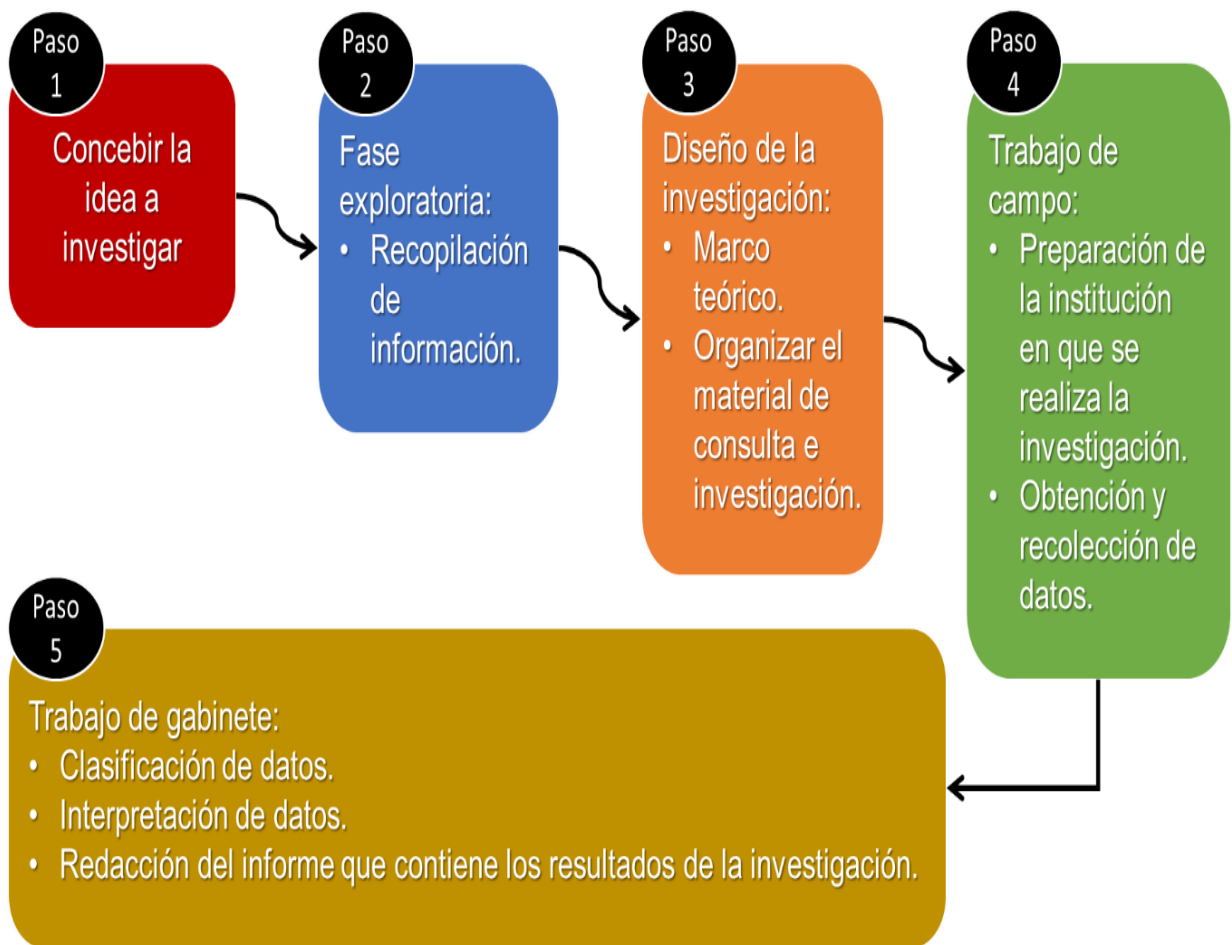 Paso
1
Concebir la
idea a
investigar
Paso
2
Fase
exploratoria:
• Recopilación
de
información.
Paso
3
Diseño de la
investigación:
• Marco
teórico.
• Organizar el
material de
consulta e
investigación.
Paso
4
Trabajo de
campo:
• Preparación de
la institución
en que se
realiza la
investigación.
• Obtención y
recolección de
datos.
Paso
5
Trabajo de gabinete:
• Clasificación de datos.
• Interpretación de datos.
• Redacción del informe que contiene los resultados de la investigación.